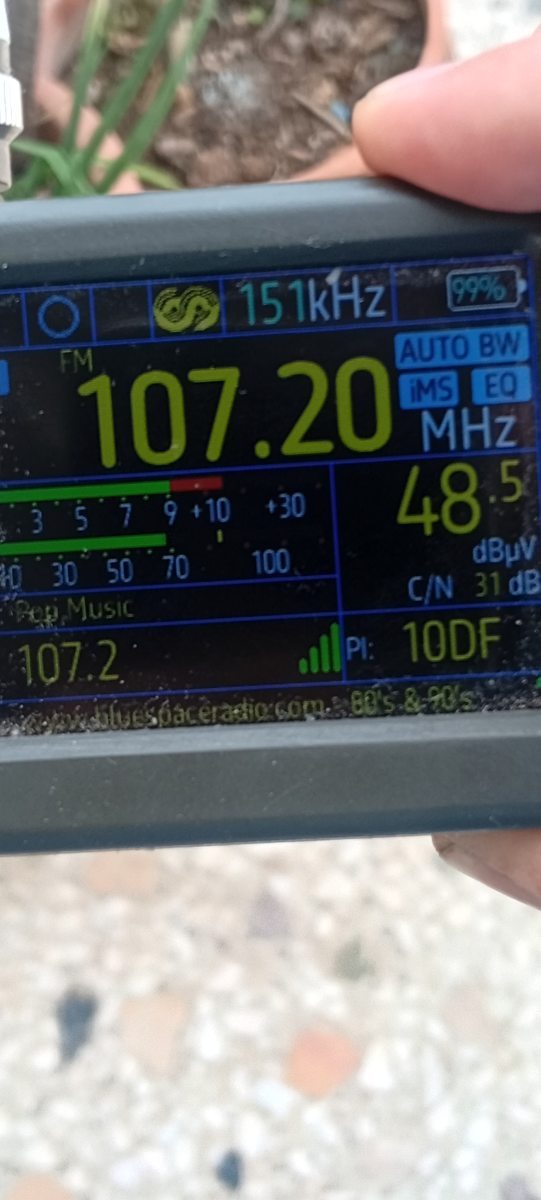 151kHz 99%
FM
107.20 MHz
AUTO BW
iMS EQ
3 5 7 9 +10 +30
48.5 dBµV
30 50 70 100
C/N 31 dB
Pop Music
107.2
PI: 10DF
www.bluespaceradio.com - 80's & 90's